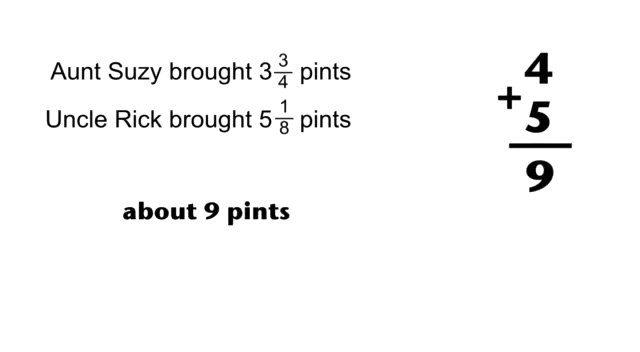 Aunt Suzy brought 3 3/4 pints
Uncle Rick brought 5 1/8 pints
about 9 pints
4
+ 5
9